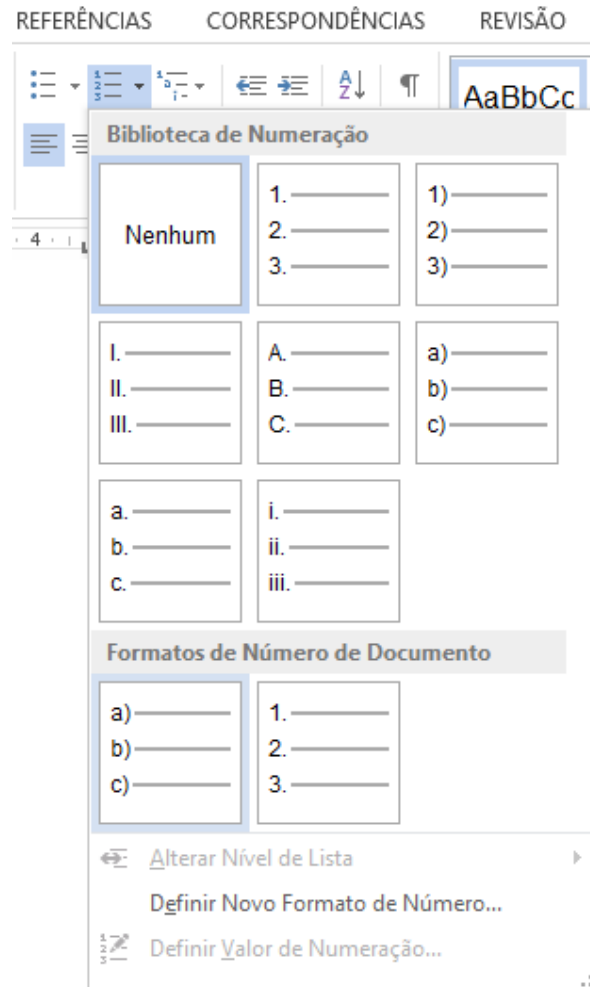 REFERÊNCIAS CORRESPONDÊNCIAS REVISÃO
AaBbCc
Biblioteca de Numeração
4
Nenhum
1.
2.
3.
1)
2)
3)
I.
II.
III.
A.
B.
C.
a)
b)
c)
a.
b.
c.
i.
ii.
iii.
Formatos de Número de Documento
a)
b)
c)
1.
2.
3.
Alterar Nível de Lista
Definir Novo Formato de Número...
Definir Valor de Numeração...